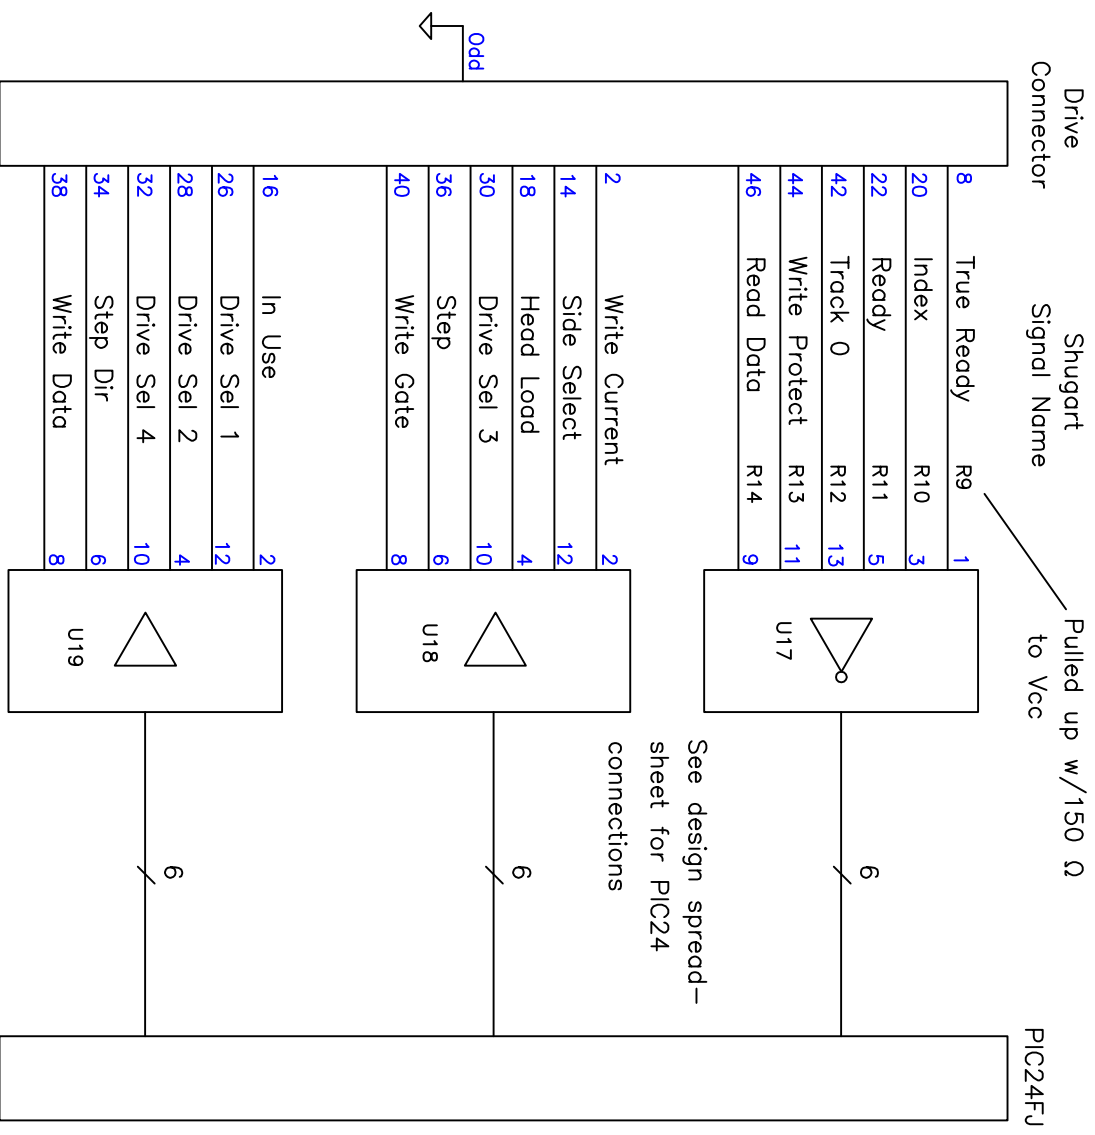 Drive
Connector
Shugart
Signal Name
Pulled up w/150 Ω
to Vcc
PIC24FJ
Odd
8 True Ready R9 1
20 Index R10 3
22 Ready R11 5
42 Track 0 R12 13
44 Write Protect R13 11
46 Read Data R14 9
U17
6
See design spread-
sheet for PIC24
connections
2 Write Current 2
14 Side Select 12
18 Head Load 4
30 Drive Sel 3 10
36 Step 6
40 Write Gate 8
U18
6
16 In Use 2
26 Drive Sel 1 12
28 Drive Sel 2 4
32 Drive Sel 4 10
34 Step Dir 6
38 Write Data 8
U19
6